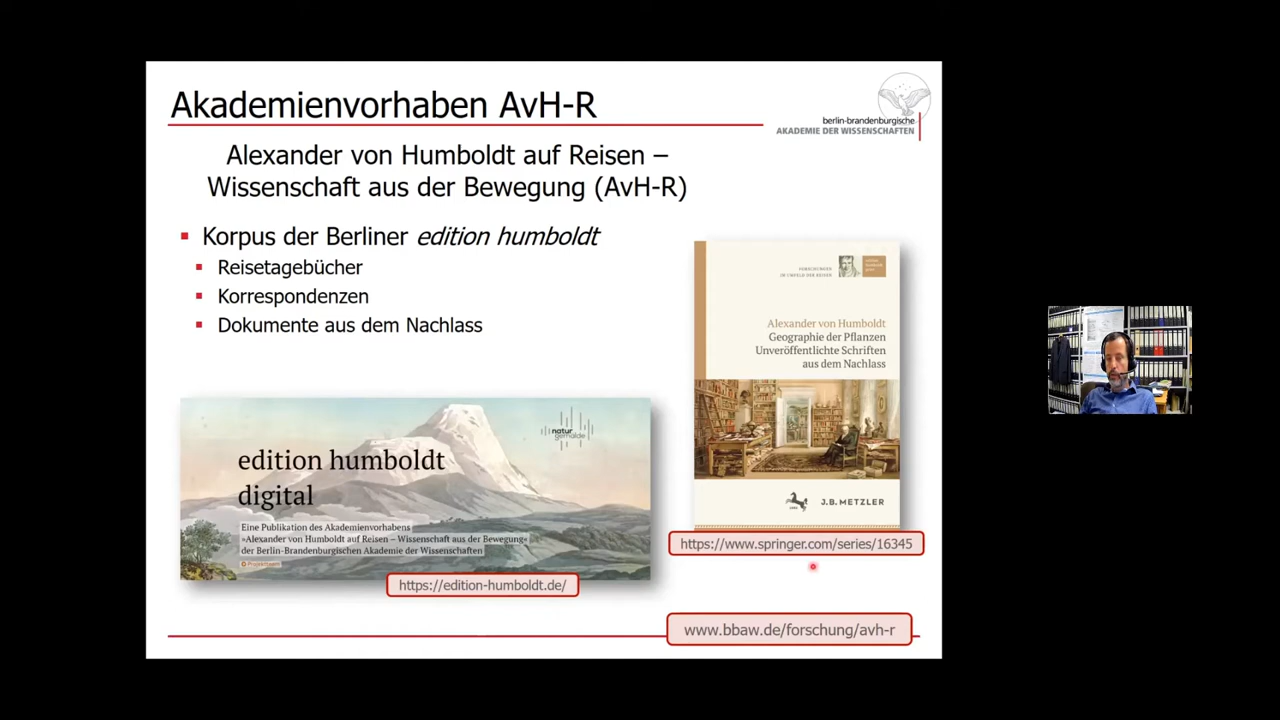 Akademienvorhaben AvH-R
berlin-brandenburgische
AKADEMIE DER WISSENSCHAFTEN
Alexander von Humboldt auf Reisen –
Wissenschaft aus der Bewegung (AvH-R)
Korpus der Berliner edition humboldt
Reisetagebücher
Korrespondenzen
Dokumente aus dem Nachlass
edition humboldt
digital
natur
gemälde
Eine Publikation des Akademienvorhabens
»Alexander von Humboldt auf Reisen – Wissenschaft aus der Bewegung«
der Berlin-Brandenburgischen Akademie der Wissenschaften
Projektteam
https://edition-humboldt.de/
Alexander von Humboldt
Geographie der Pflanzen
Unveröffentlichte Schriften
aus dem Nachlass
J.B. METZLER
https://www.springer.com/series/16345
www.bbaw.de/forschung/avh-r